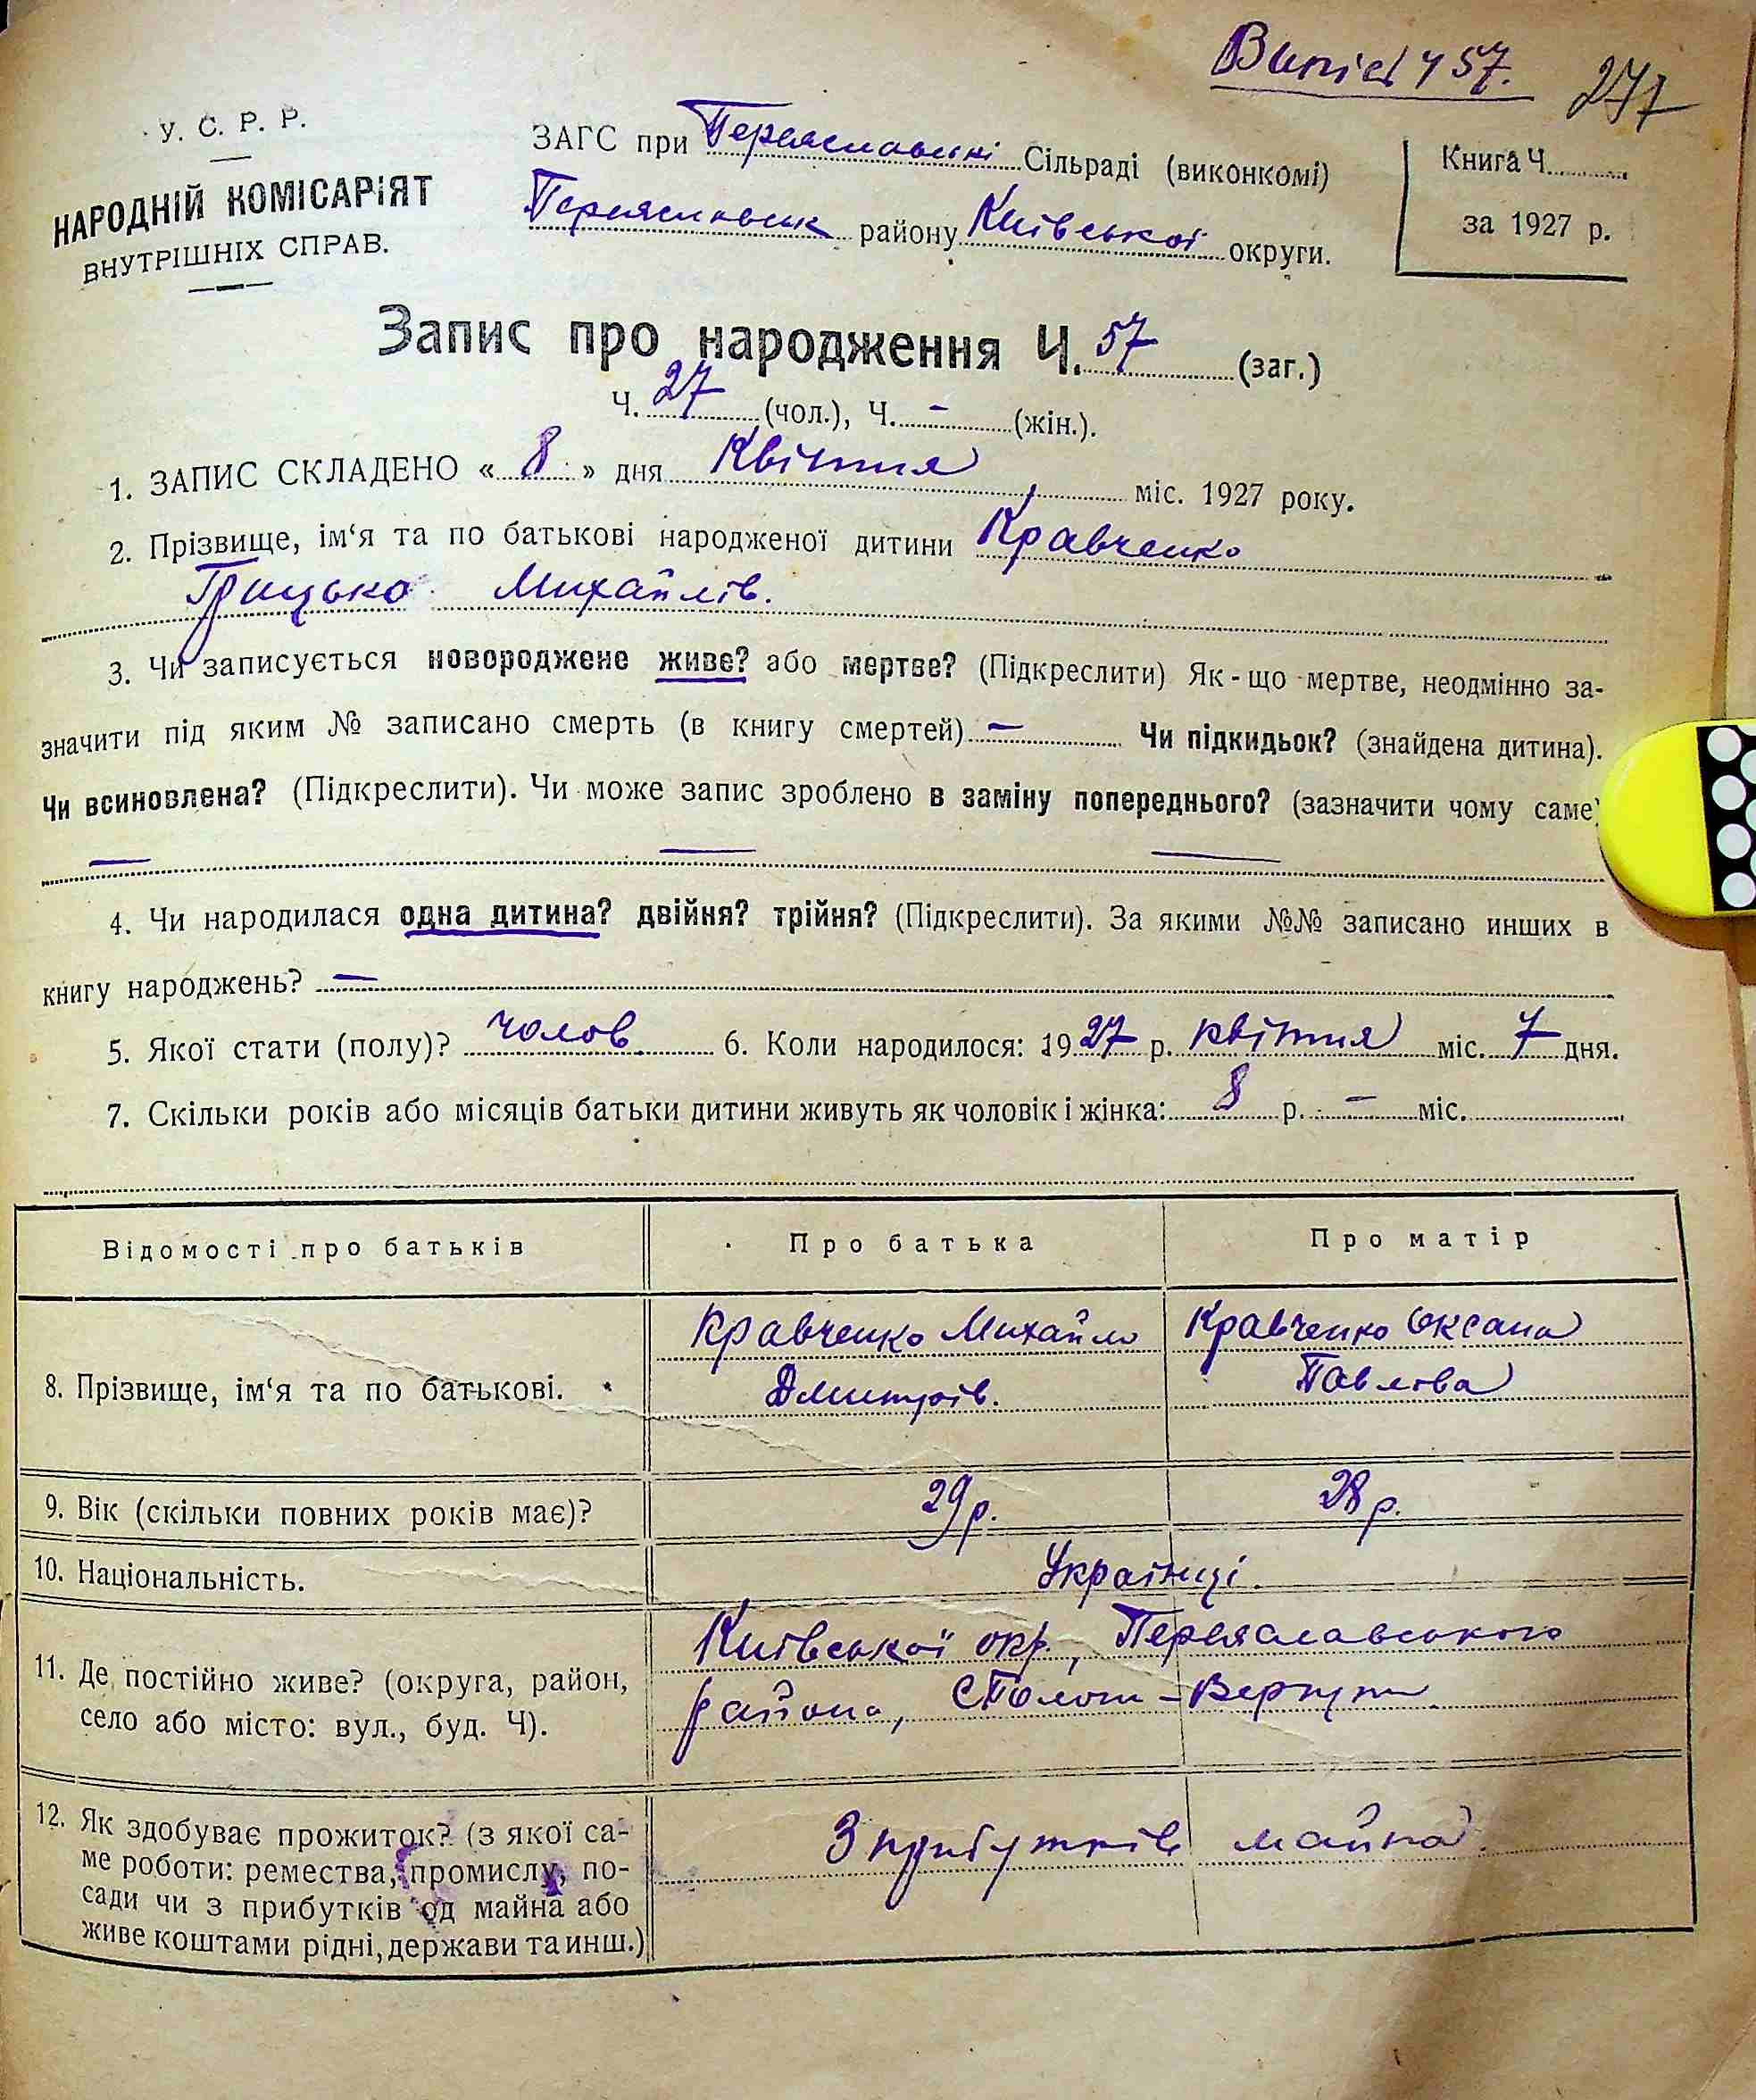 Випис Ч 57. 271
У. С. Р. Р.
НАРОДНІЙ КОМІСАРІЯТ
ВНУТРІШНІХ СПРАВ.
ЗАГС при Переяславські Сільраді (виконкомі)
Переяславськ району Київської округи.
Книга Ч.
за 1927 р.
Запис про народження Ч. 57 (заг.)
Ч. 27 (чол.), Ч. - (жін.).
1. ЗАПИС СКЛАДЕНО « 8 » дня Квітня міс. 1927 року.
2. Прізвище, ім‘я та по батькові народженої дитини Кравченко
Грицько Михайлів.
3. Чи записується новороджене живе? або мертве? (Підкреслити) Як-що мертве, неодмінно за-
значити під яким № записано смерть (в книгу смертей) — Чи підкидьок? (знайдена дитина).
Чи всиновлена? (Підкреслити). Чи може запис зроблено в заміну попереднього? (зазначити чому саме)
— — —
4. Чи народилася одна дитина? двійня? трійня? (Підкреслити). За якими №№ записано инших в
книгу народжень? —
5. Якої стати (полу)? чолов. 6. Коли народилося: 1927 р. квітня міс. 7 дня.
7. Скільки років або місяців батьки дитини живуть як чоловік і жінка: 8 р. - міс.
Відомості про батьків Про батька Про матір
8. Прізвище, ім‘я та по батькові.
Кравченко Михайло
Дмитрів.
Кравченко Оксана
Павлова
9. Вік (скільки повних років має)? 29 р. 28 р.
10. Національність. Українці.
11. Де постійно живе? (округа, район,
село або місто: вул., буд. Ч).
Київської окр., Переяславського
району,
12. Як здобуває прожиток? (з якої са-
ме роботи: ремества, промислу, по-
сади чи з прибутків од майна або
живе коштами рідні, держави та инш.)
З прибутків майна.